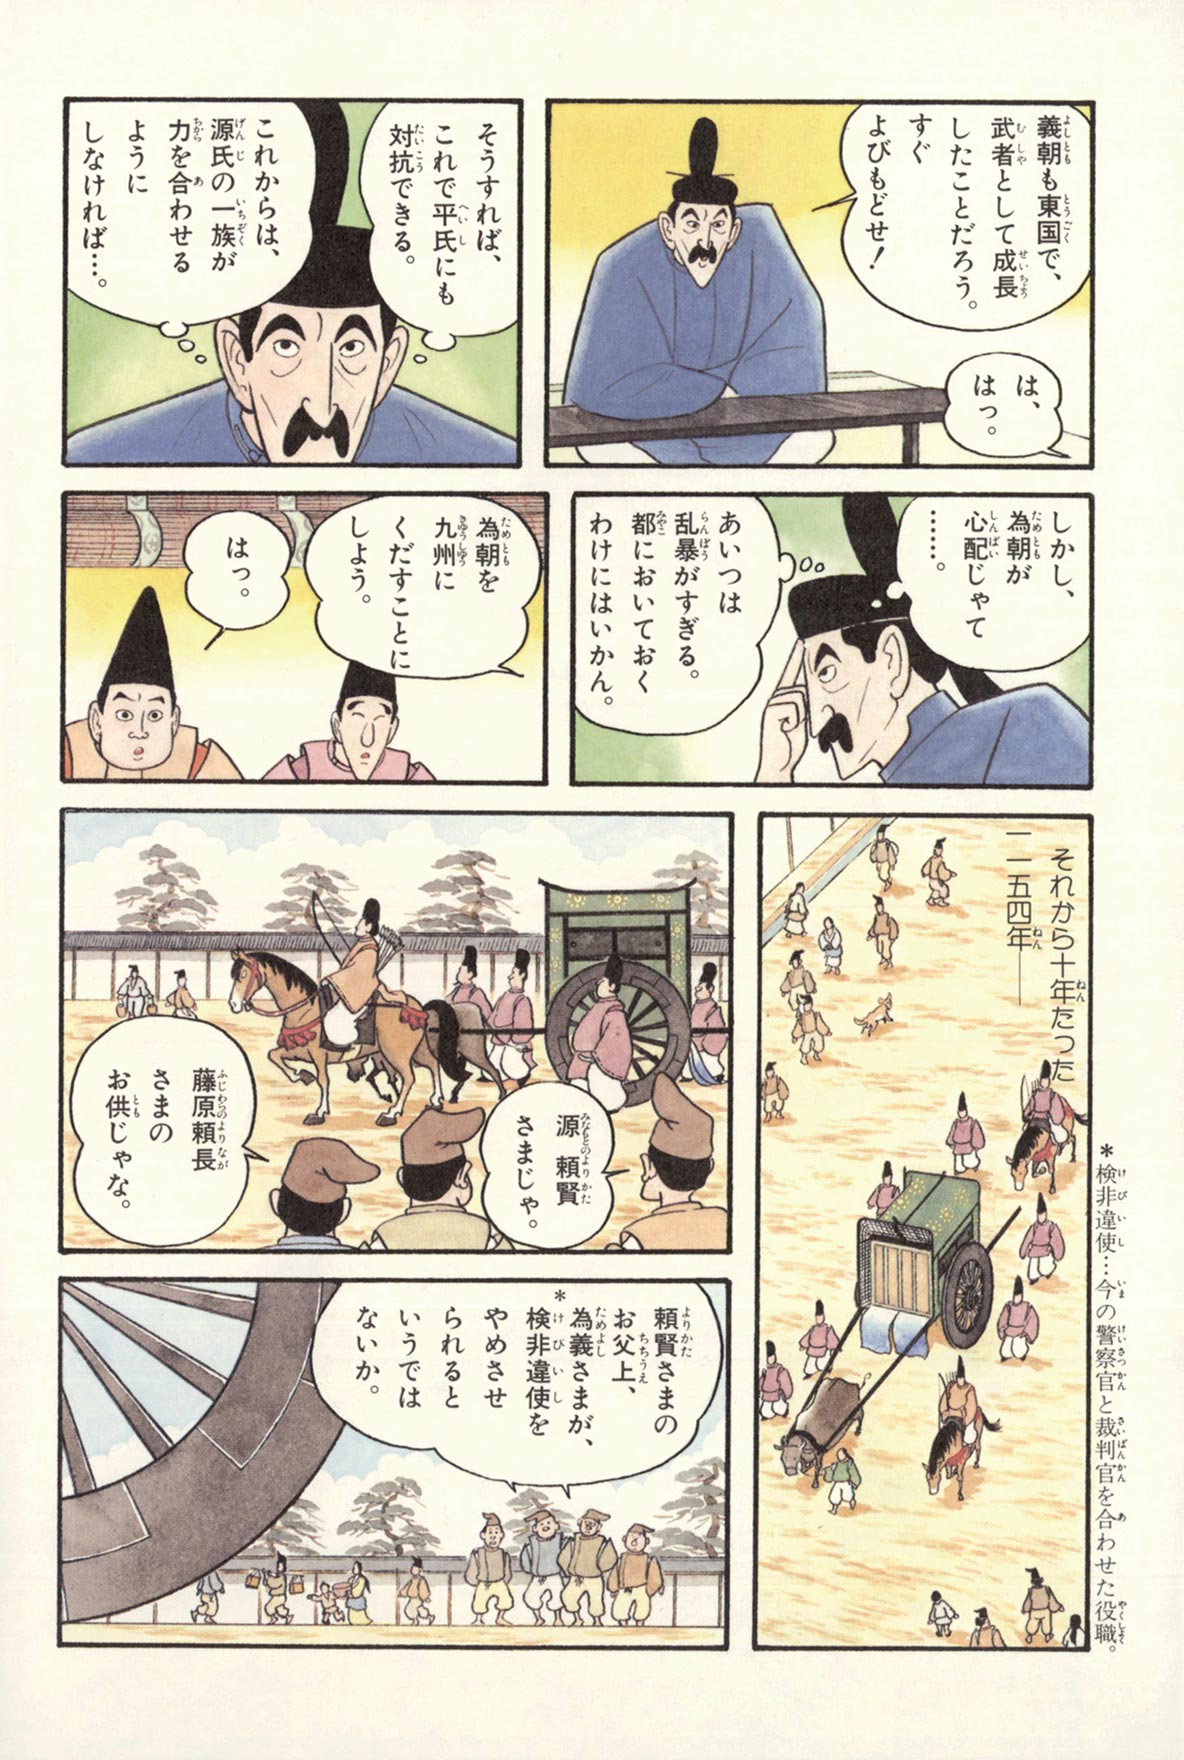 義朝も東国で、
武者として成長
したことだろう。
すぐ
よびもどせ！
は、
はっ。
そうすれば、
これで平氏にも
対抗できる。
これからは、
源氏の一族が
力を合わせる
ように
しなければ…。
しかし、
為朝が
心配じゃて
……。
あいつは
乱暴がすぎる。
都においておく
わけにはいかん。
為朝を
九州に
くだすことに
しよう。
はっ。
それから十年たった
一一五四年――
＊検非違使…今の警察官と裁判官を合わせた役職。
源頼賢
さまじゃ。
藤原頼長
さまの
お供じゃな。
頼賢さまの
お父上、
為義さまが、
＊検非違使を
やめさせ
られると
いうでは
ないか。